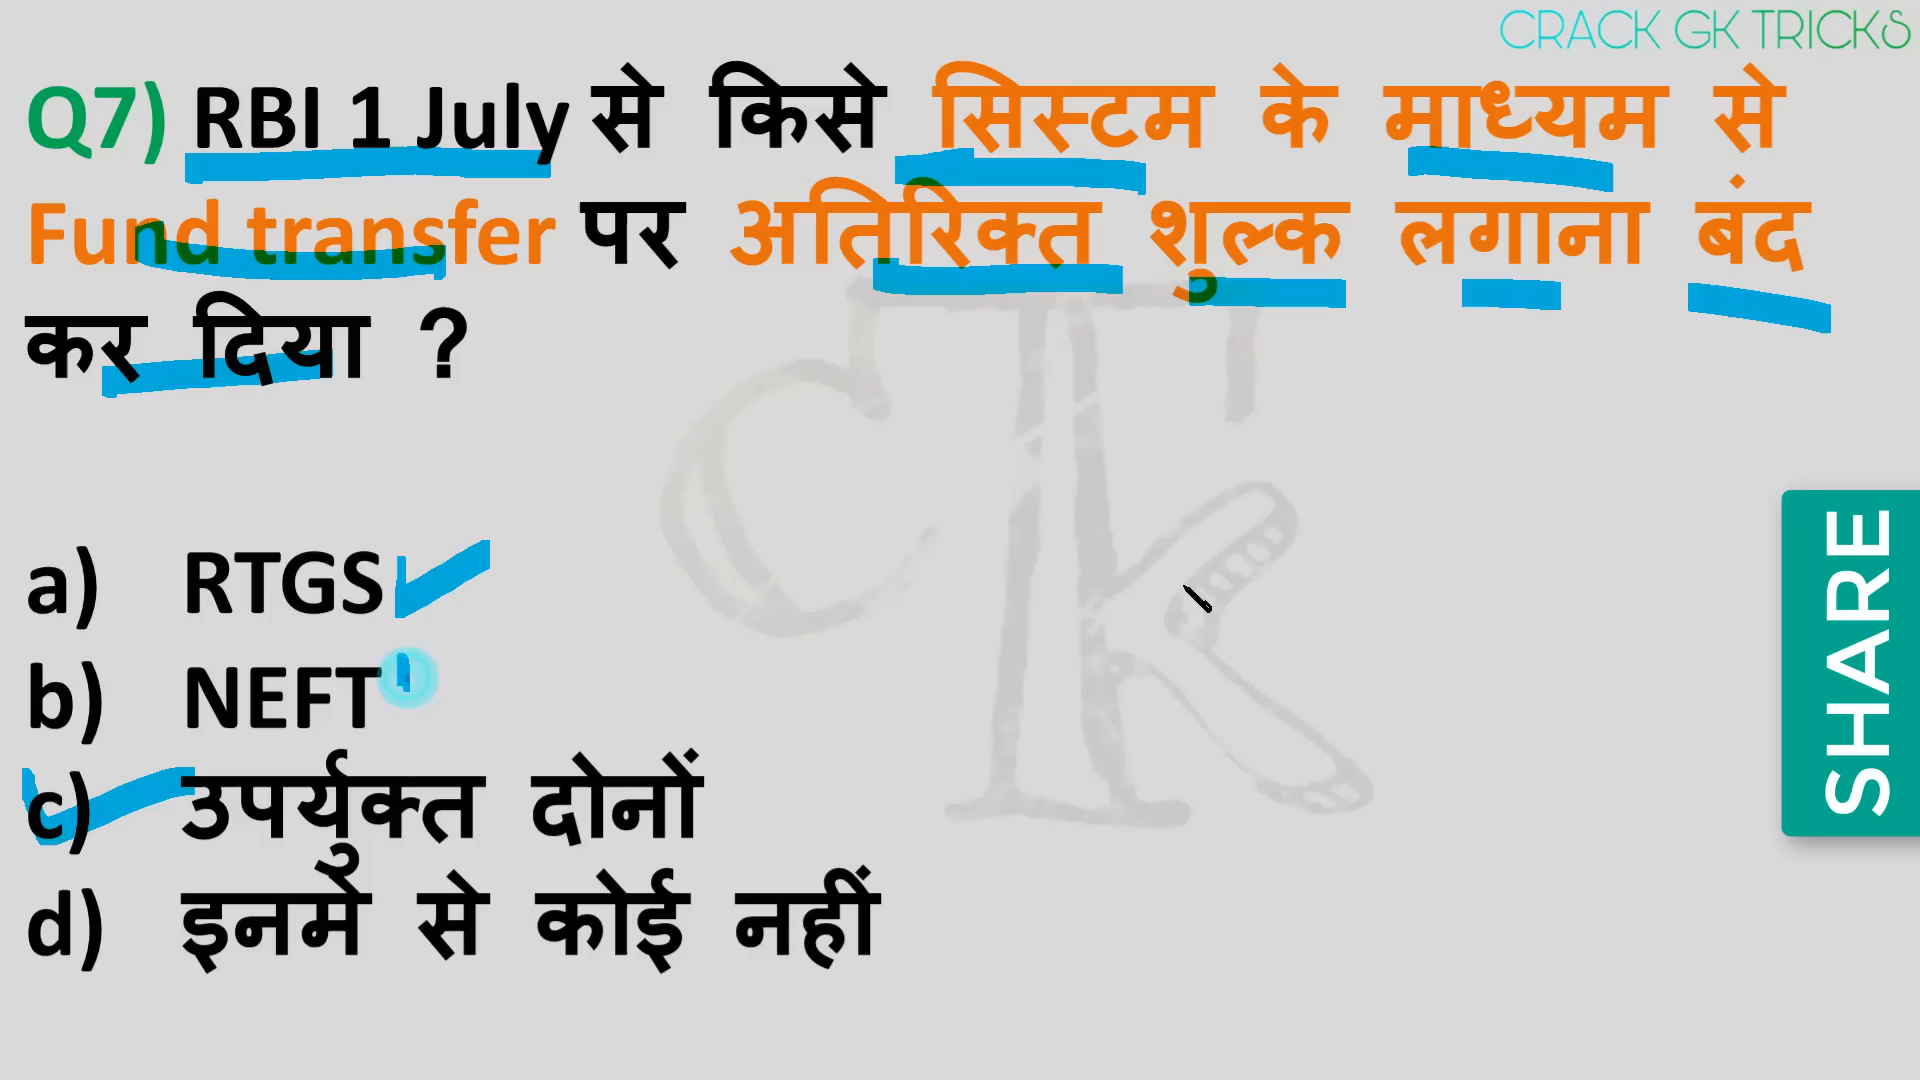 CRACK GK TRICKS
Q7) RBI 1 July से किसे सिस्टम के माध्यम से
Fund transfer पर अतिरिक्त शुल्क लगाना बंद
कर दिया ?
a) RTGS
b) NEFT
c) उपर्युक्त दोनों
d) इनमे से कोई नहीं
SHARE